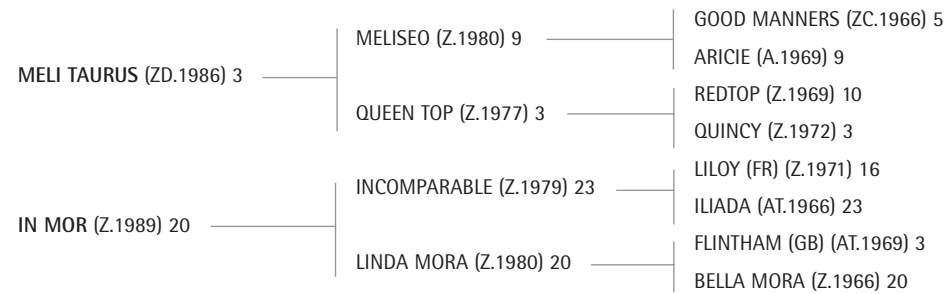 GOOD MANNERS (ZC.1966) 5
MELISEO (Z.1980) 9
ARICIE (A.1969) 9
MELI TAURUS (ZD.1986) 3
REDTOP (Z.1969) 10
QUEEN TOP (Z.1977) 3
QUINCY (Z.1972) 3
LILOY (FR) (Z.1971) 16
INCOMPARABLE (Z.1979) 23
ILIADA (AT.1966) 23
IN MOR (Z.1989) 20
FLINTHAM (GB) (AT.1969) 3
LINDA MORA (Z.1980) 20
BELLA MORA (Z.1966) 20